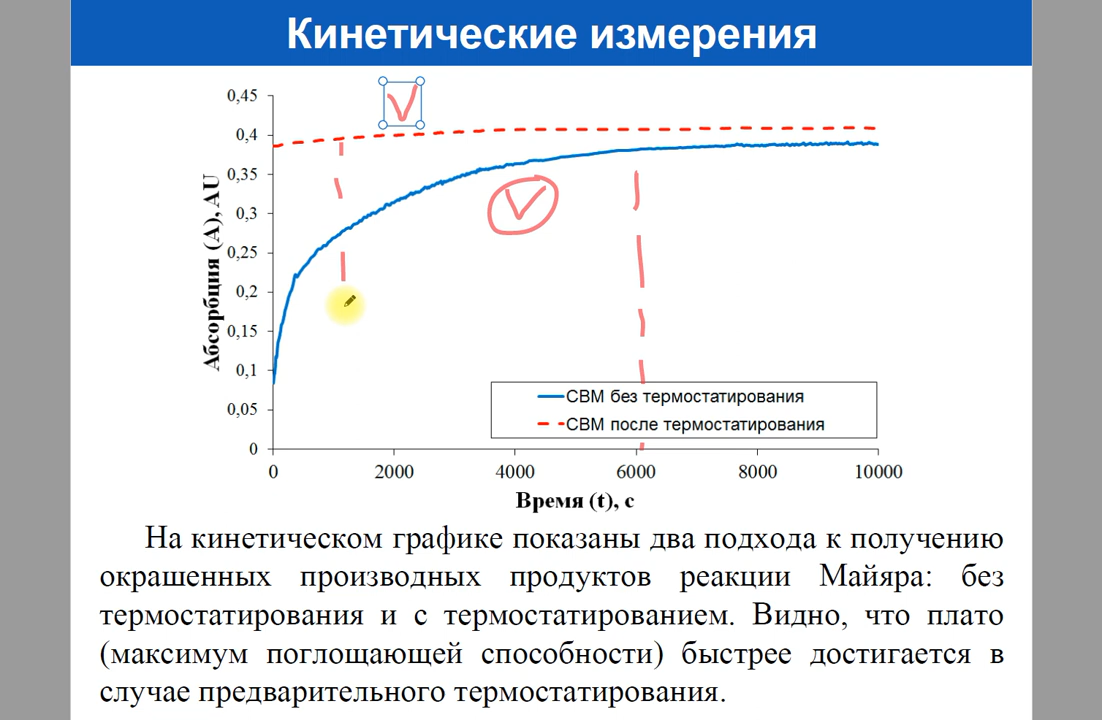 Кинетические измерения
0,45
0,4
0,35
0,3
0,25
0,2
0,15
0,1
0,05
0
Абсорбция (А), AU
СВМ без термостатирования
СВМ после термостатирования
0 2000 4000 6000 8000 10000
Время (t), с
На кинетическом графике показаны два подхода к получению
окрашенных производных продуктов реакции Майяра: без
термостатирования и с термостатированием. Видно, что плато
(максимум поглощающей способности) быстрее достигается в
случае предварительного термостатирования.